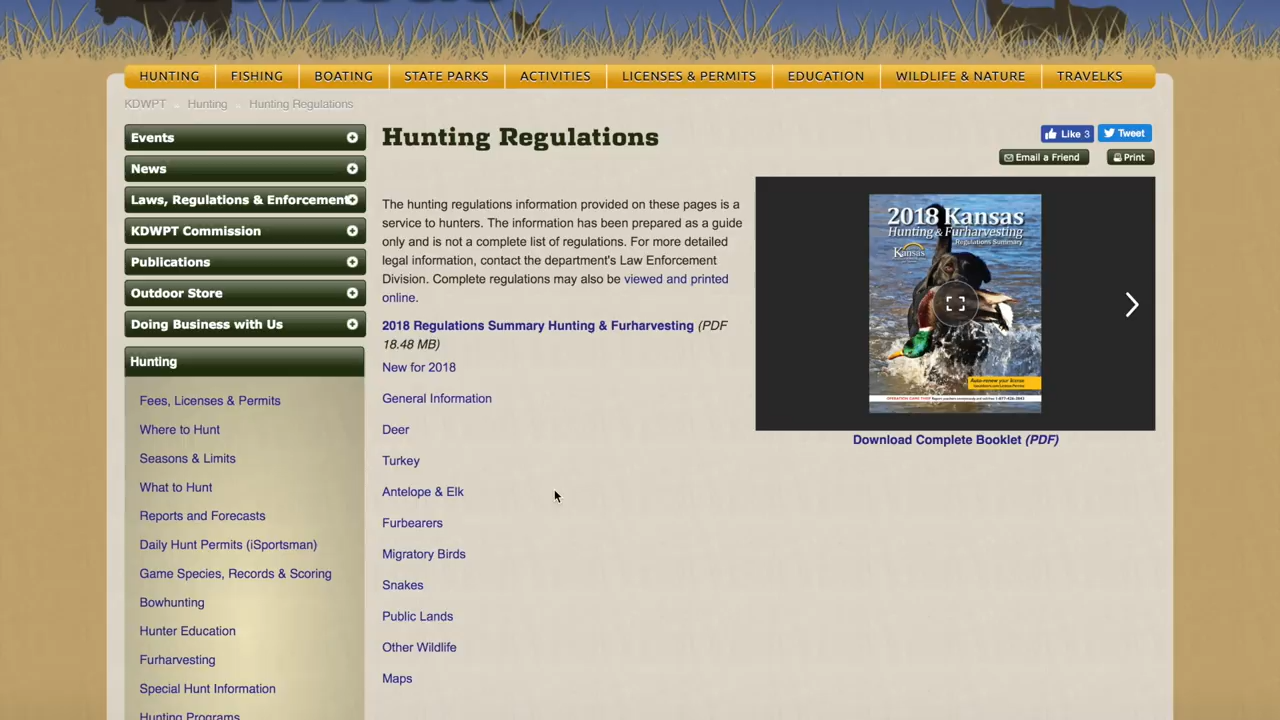 HUNTING FISHING BOATING STATE PARKS ACTIVITIES LICENSES & PERMITS EDUCATION WILDLIFE & NATURE TRAVELKS
KDWPT Hunting Hunting Regulations
Events
News
Laws, Regulations & Enforcement
KDWPT Commission
Publications
Outdoor Store
Doing Business with Us
Hunting
Fees, Licenses & Permits
Where to Hunt
Seasons & Limits
What to Hunt
Reports and Forecasts
Daily Hunt Permits (iSportsman)
Game Species, Records & Scoring
Bowhunting
Hunter Education
Furharvesting
Special Hunt Information
Hunting Programs
Hunting Regulations
Like 3 Tweet
Email a Friend Print
The hunting regulations information provided on these pages is a
service to hunters. The information has been prepared as a guide
only and is not a complete list of regulations. For more detailed
legal information, contact the department's Law Enforcement
Division. Complete regulations may also be viewed and printed
online.
2018 Regulations Summary Hunting & Furharvesting (PDF
18.48 MB)
New for 2018
General Information
Deer
Turkey
Antelope & Elk
Furbearers
Migratory Birds
Snakes
Public Lands
Other Wildlife
Maps
2018 Kansas
Hunting & Furharvesting
Regulations Summary
Kansas
Auto-renew your license
Download Complete Booklet (PDF)